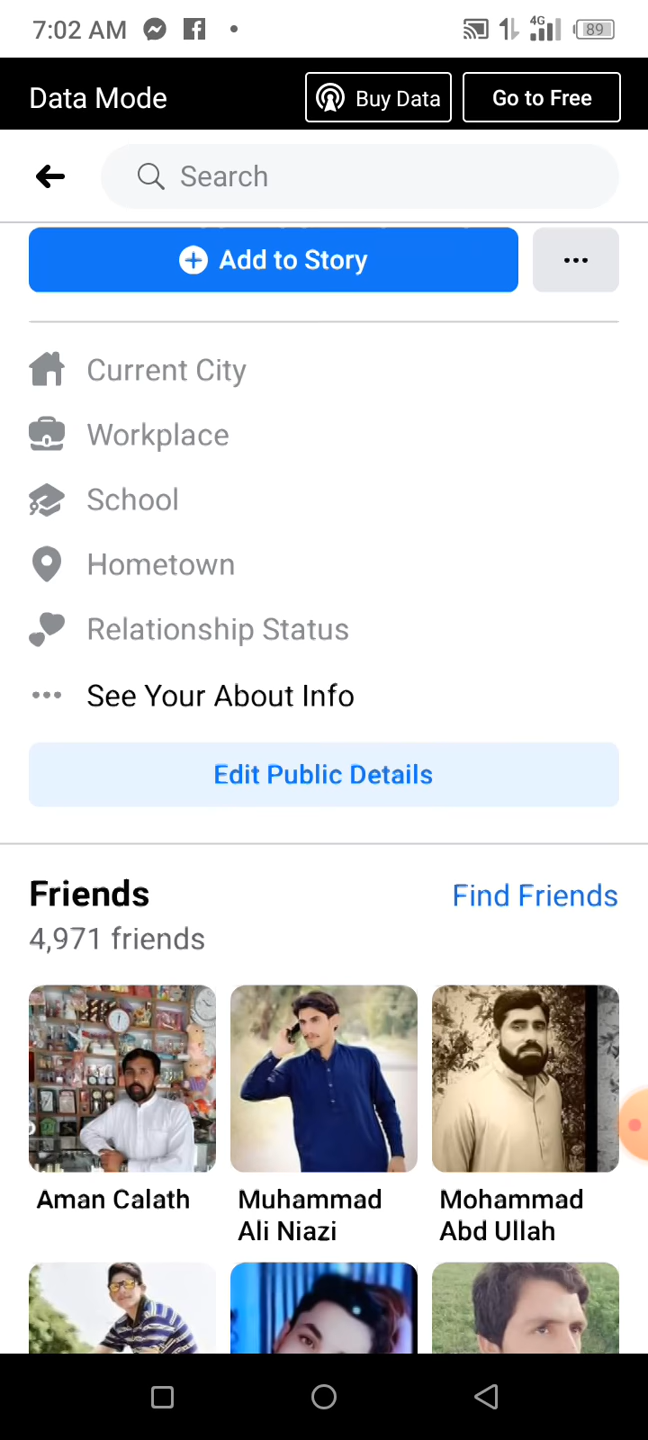 7:02 AM
4G
89
Data Mode
Buy Data
Go to Free
Search
Add to Story
Current City
Workplace
School
Hometown
Relationship Status
See Your About Info
Edit Public Details
Friends
Find Friends
4,971 friends
Aman Calath
Muhammad
Ali Niazi
Mohammad
Abd Ullah